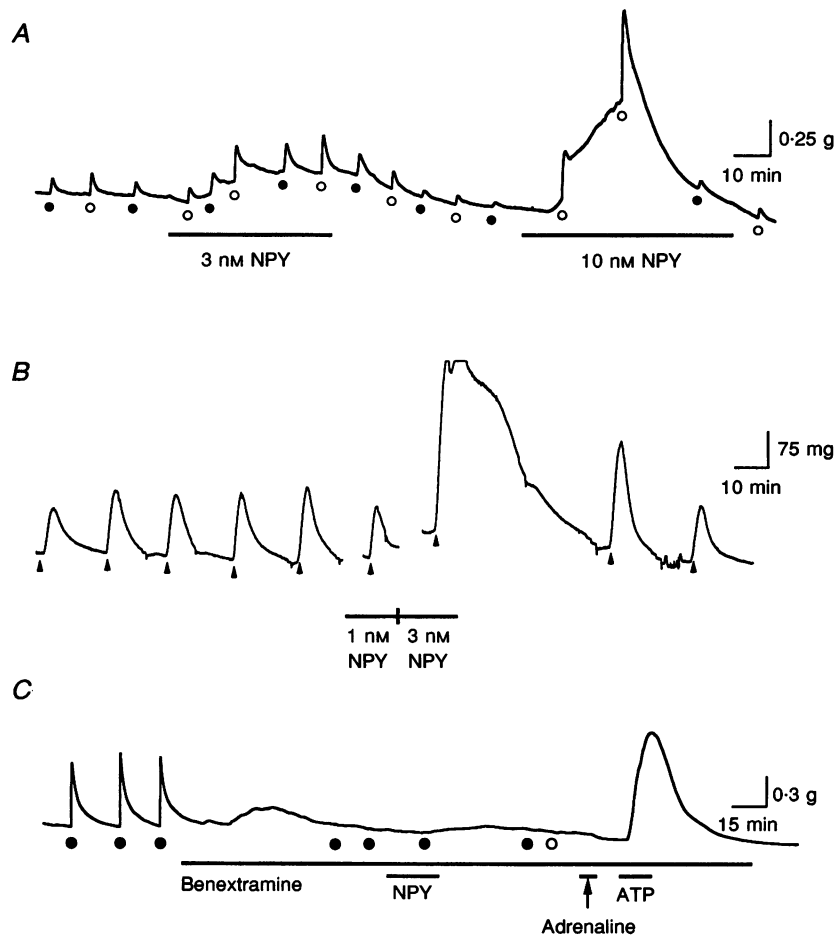 A
0·25 g
10 min
3 nM NPY
10 nM NPY
B
75 mg
10 min
1 nM
NPY
3 nM
NPY
C
0·3 g
15 min
Benextramine
NPY
ATP
Adrenaline